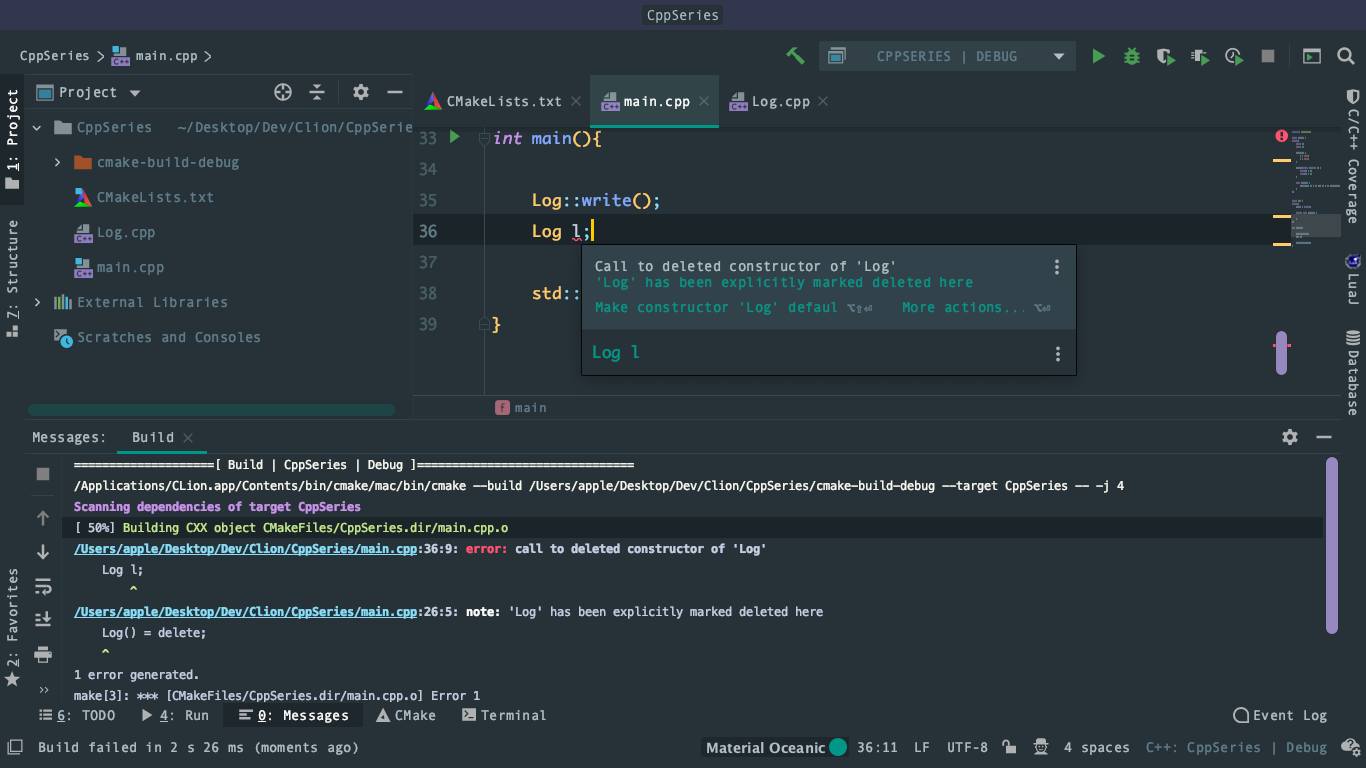 CppSeries
CppSeries > main.cpp >
CPPSERIES | DEBUG
1: Project
Z: Structure
2: Favorites
Project
CppSeries ~/Desktop/Dev/Clion/CppSerie
cmake-build-debug
CMakeLists.txt
Log.cpp
main.cpp
External Libraries
Scratches and Consoles
CMakeLists.txt
main.cpp
Log.cpp
33 int main(){
34
35 Log::write();
36 Log l;
37
38 std::
39 }
Call to deleted constructor of 'Log'
'Log' has been explicitly marked deleted here
Make constructor 'Log' defaul ⌥⇧⏎ More actions... ⌥⏎
Log l
f main
C/C++ Coverage
LuaJ
Database
Messages: Build
====================[ Build | CppSeries | Debug ]===============================
/Applications/CLion.app/Contents/bin/cmake/mac/bin/cmake --build /Users/apple/Desktop/Dev/Clion/CppSeries/cmake-build-debug --target CppSeries -- -j 4
Scanning dependencies of target CppSeries
[ 50%] Building CXX object CMakeFiles/CppSeries.dir/main.cpp.o
/Users/apple/Desktop/Dev/Clion/CppSeries/main.cpp:36:9: error: call to deleted constructor of 'Log'
Log l;
^
/Users/apple/Desktop/Dev/Clion/CppSeries/main.cpp:26:5: note: 'Log' has been explicitly marked deleted here
Log() = delete;
^
1 error generated.
make[3]: *** [CMakeFiles/CppSeries.dir/main.cpp.o] Error 1
6: TODO
4: Run
0: Messages
CMake
Terminal
Event Log
Build failed in 2 s 26 ms (moments ago)
Material Oceanic
36:11 LF UTF-8
4 spaces
C++: CppSeries | Debug